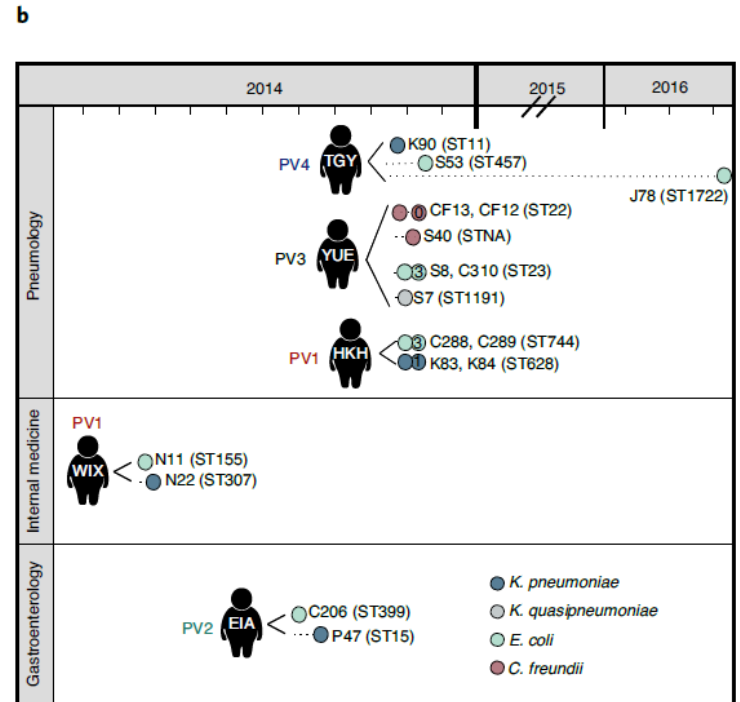 b
2014 2015 2016
Pneumology
PV4 TGY K90 (ST11)
S53 (ST457)
J78 (ST1722)
PV3 YUE 0 CF13, CF12 (ST22)
S40 (STNA)
3 S8, C310 (ST23)
S7 (ST1191)
PV1 HKH 3 C288, C289 (ST744)
1 K83, K84 (ST628)
Internal medicine
PV1
WIX N11 (ST155)
N22 (ST307)
Gastroenterology
PV2 EIA C206 (ST399)
P47 (ST15)
K. pneumoniae
K. quasipneumoniae
E. coli
C. freundii